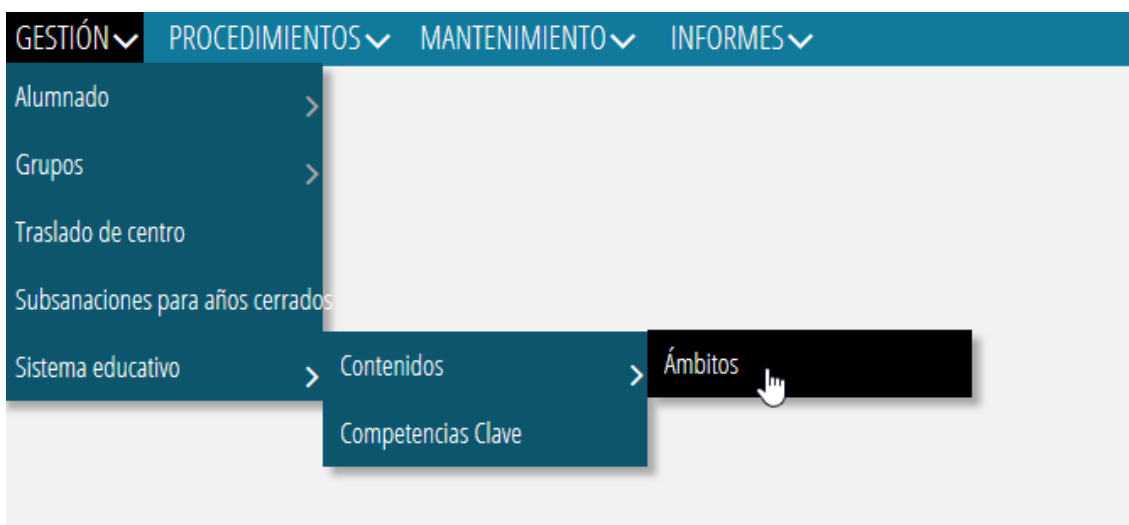 GESTIÓN PROCEDIMIENTOS MANTENIMIENTO INFORMES
Alumnado
Grupos
Traslado de centro
Subsanaciones para años cerrados
Sistema educativo Contenidos Ámbitos
Competencias Clave